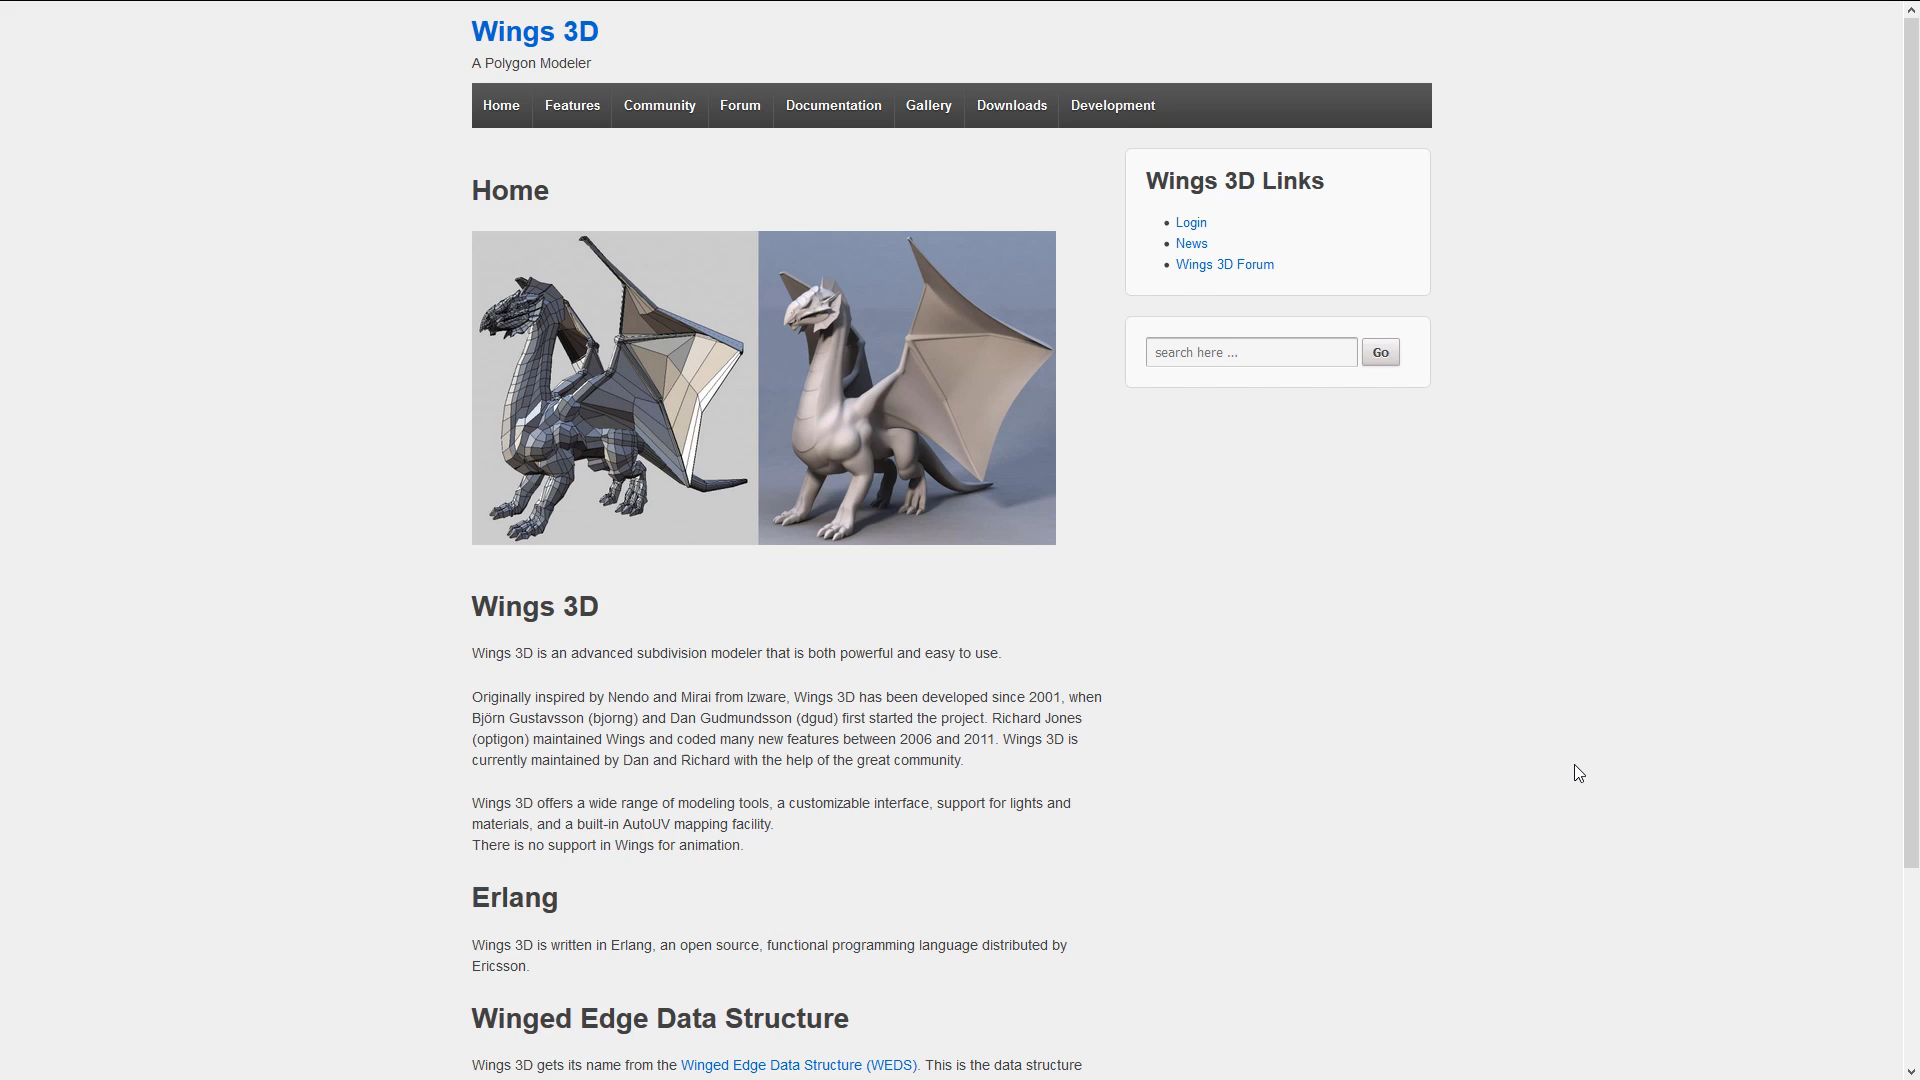 Wings 3D
A Polygon Modeler
Home
Features
Community
Forum
Documentation
Gallery
Downloads
Development
Home
Wings 3D
Wings 3D is an advanced subdivision modeler that is both powerful and easy to use.
Originally inspired by Nendo and Mirai from Izware, Wings 3D has been developed since 2001, when
Björn Gustavsson (bjorng) and Dan Gudmundsson (dgud) first started the project. Richard Jones
(optigon) maintained Wings and coded many new features between 2006 and 2011. Wings 3D is
currently maintained by Dan and Richard with the help of the great community.
Wings 3D offers a wide range of modeling tools, a customizable interface, support for lights and
materials, and a built-in AutoUV mapping facility.
There is no support in Wings for animation.
Erlang
Wings 3D is written in Erlang, an open source, functional programming language distributed by
Ericsson.
Winged Edge Data Structure
Wings 3D gets its name from the Winged Edge Data Structure (WEDS). This is the data structure
Wings 3D Links
Login
News
Wings 3D Forum
search here ...
Go